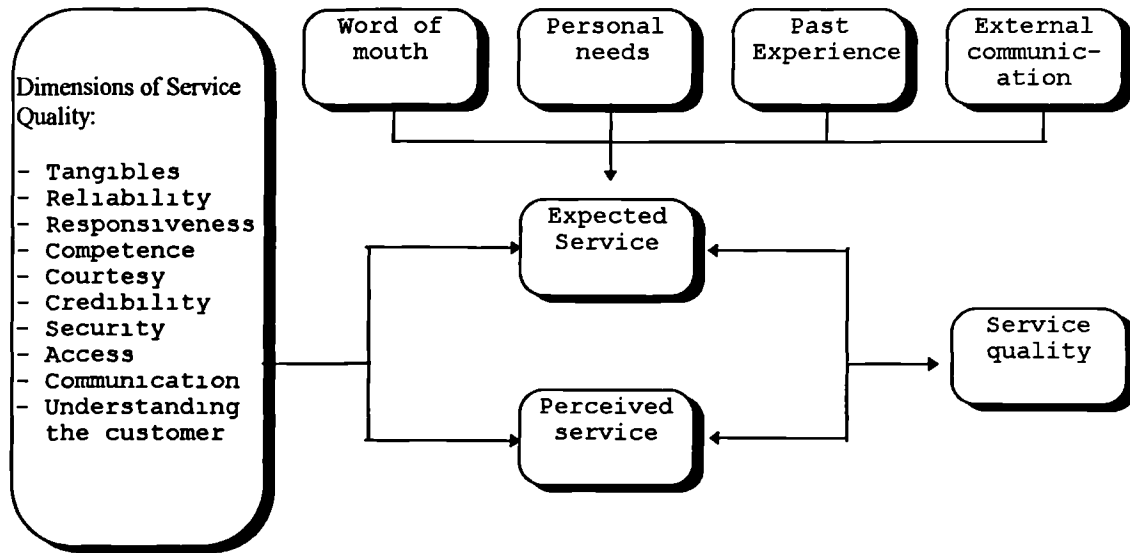 Word of
mouth
Personal
needs
Past
Experience
External
communic-
ation
Dimensions of Service
Quality:
- Tangibles
- Reliability
- Responsiveness
- Competence
- Courtesy
- Credibility
- Security
- Access
- Communication
- Understanding
the customer
Expected
Service
Perceived
service
Service
quality